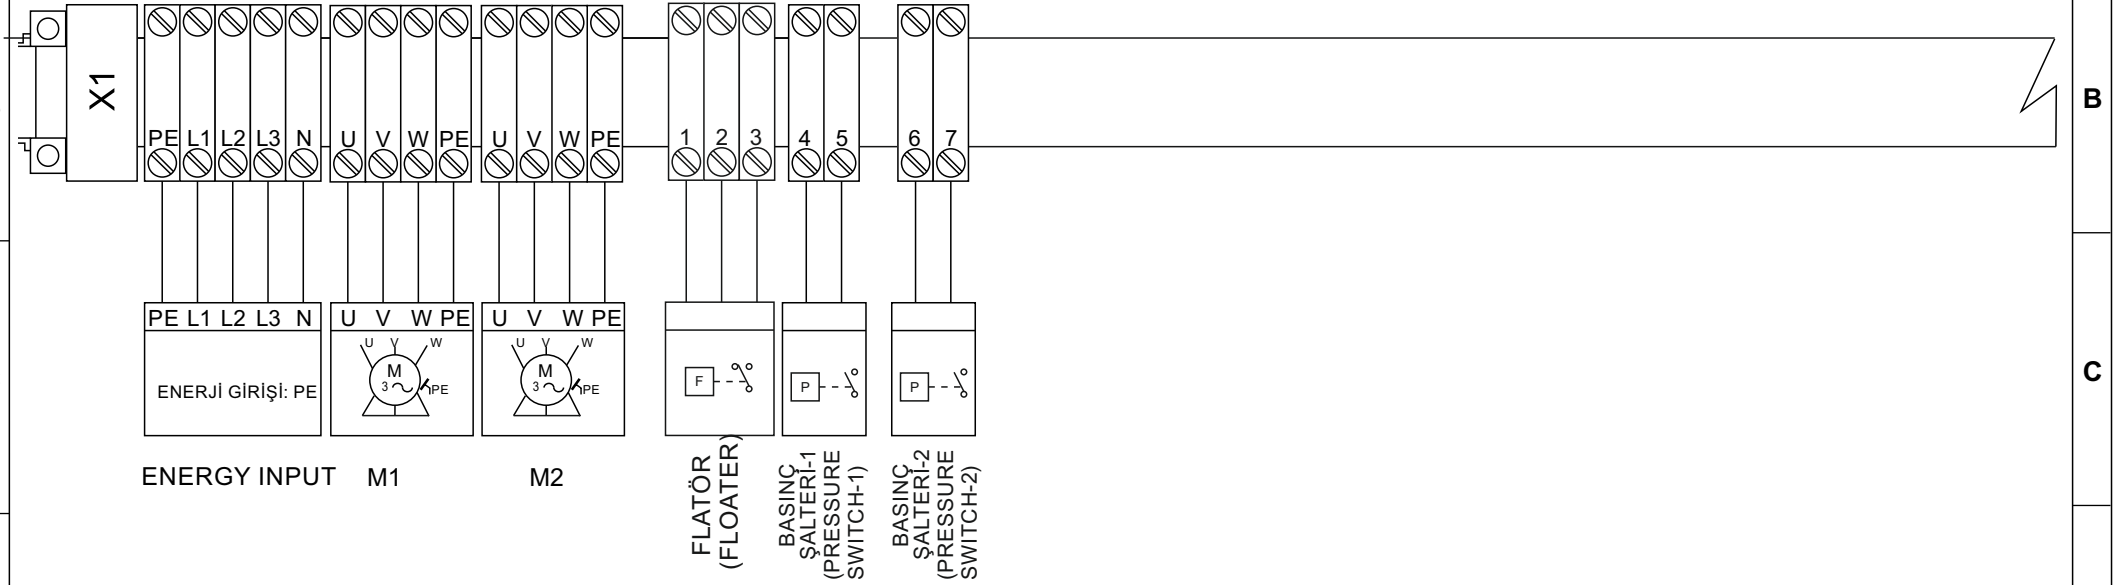 X1
PE L1 L2 L3 N U V W PE U V W PE 1 2 3 4 5 6 7
B
PE L1 L2 L3 N U V W PE U V W PE
U V W U V W
M M
3 3
PE PE
ENERJİ GİRİŞİ: PE
F P P
C
ENERGY INPUT M1 M2
FLATÖR
(FLOATER)
BASINÇ
ŞALTERİ-1
(PRESSURE
SWITCH-1)
BASINÇ
ŞALTERİ-2
(PRESSURE
SWITCH-2)